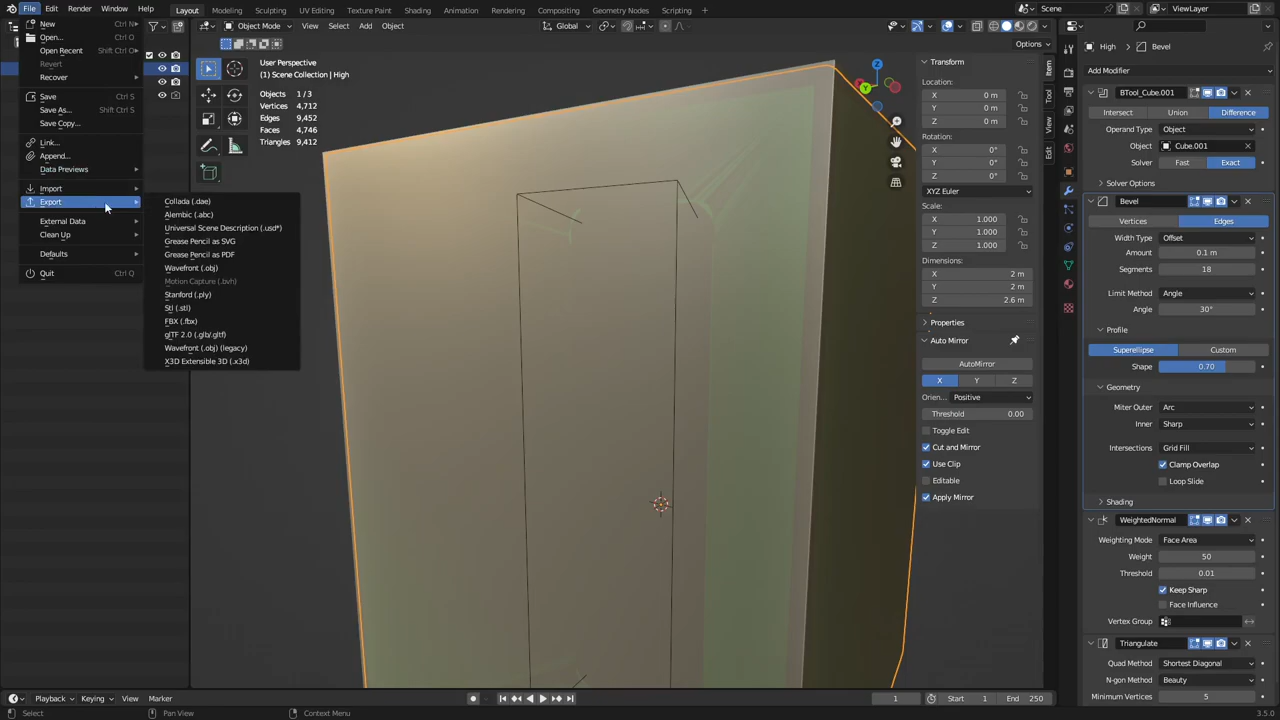 File Edit Render Window Help Layout Modeling Sculpting UV Editing Texture Paint Shading Animation Rendering Compositing Geometry Nodes Scripting Scene ViewLayer
New Ctrl N
Open... Ctrl O
Open Recent Shift Ctrl O
Revert
Recover
Save Ctrl S
Save As... Shift Ctrl S
Save Copy...
Link...
Append...
Data Previews
Import
Export
External Data
Clean Up
Defaults
Quit Ctrl Q
Collada (.dae)
Alembic (.abc)
Universal Scene Description (.usd*)
Grease Pencil as SVG
Grease Pencil as PDF
Wavefront (.obj)
Motion Capture (.bvh)
Stanford (.ply)
Stl (.stl)
FBX (.fbx)
glTF 2.0 (.glb/.gltf)
Wavefront (.obj) (legacy)
X3D Extensible 3D (.x3d)
Object Mode View Select Add Object Global
Options
User Perspective
(1) Scene Collection | High
Objects 1/3
Vertices 4,712
Edges 9,452
Faces 4,746
Triangles 9,412
Z
Y
Transform
Location:
X 0 m
Y 0 m
Z 0 m
Rotation:
X 0°
Y 0°
Z 0°
XYZ Euler
Scale:
X 1.000
Y 1.000
Z 1.000
Dimensions:
X 2 m
Y 2 m
Z 2.6 m
Properties
Auto Mirror
AutoMirror
X Y Z
Orien... Positive
Threshold 0.00
Toggle Edit
Cut and Mirror
Use Clip
Editable
Apply Mirror
Item
Tool
View
Edit
High Bevel
Add Modifier
BTool_Cube.001
Intersect Union Difference
Operand Type Object
Object Cube.001
Solver Fast Exact
Solver Options
Bevel
Vertices Edges
Width Type Offset
Amount 0.1 m
Segments 18
Limit Method Angle
Angle 30°
Profile
Superellipse Custom
Shape 0.70
Geometry
Miter Outer Arc
Inner Sharp
Intersections Grid Fill
Clamp Overlap
Loop Slide
Shading
WeightedNormal
Weighting Mode Face Area
Weight 50
Threshold 0.01
Keep Sharp
Face Influence
Vertex Group
Triangulate
Quad Method Shortest Diagonal
N-gon Method Beauty
Minimum Vertices 5
Playback Keying View Marker 1 Start 1 End 250
Select Pan View Context Menu 3.5.0